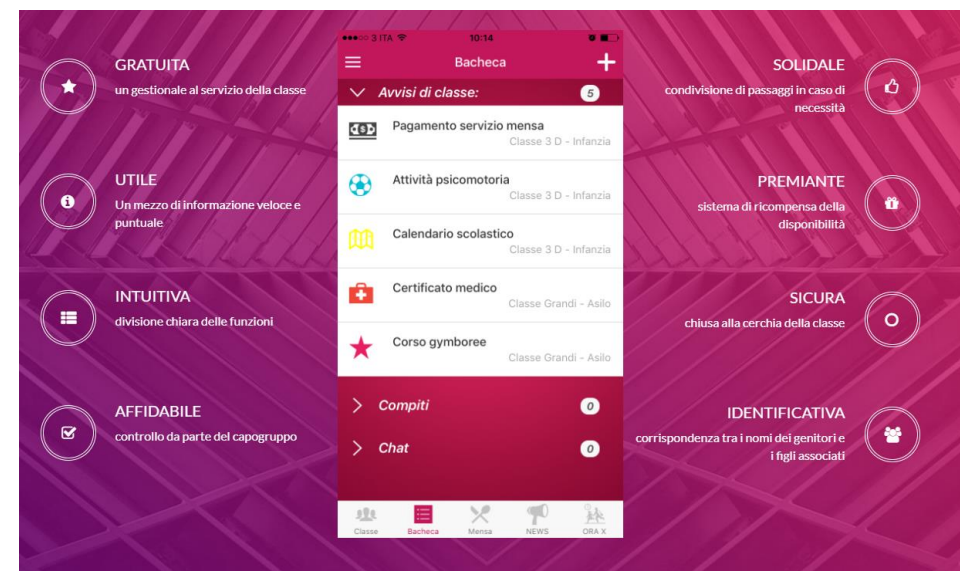 GRATUITA
un gestionale al servizio della classe
UTILE
Un mezzo di informazione veloce e
puntuale
INTUITIVA
divisione chiara delle funzioni
AFFIDABILE
controllo da parte del capogruppo
3 ITA 10:14
Bacheca
Avvisi di classe: 5
Pagamento servizio mensa
Classe 3 D - Infanzia
Attività psicomotoria
Classe 3 D - Infanzia
Calendario scolastico
Classe 3 D - Infanzia
Certificato medico
Classe Grandi - Asilo
Corso gymboree
Classe Grandi - Asilo
Compiti 0
Chat 0
Classe Bacheca Mensa NEWS ORA X
SOLIDALE
condivisione di passaggi in caso di
necessità
PREMIANTE
sistema di ricompensa della
disponibilità
SICURA
chiusa alla cerchia della classe
IDENTIFICATIVA
corrispondenza tra i nomi dei genitori e
i figli associati